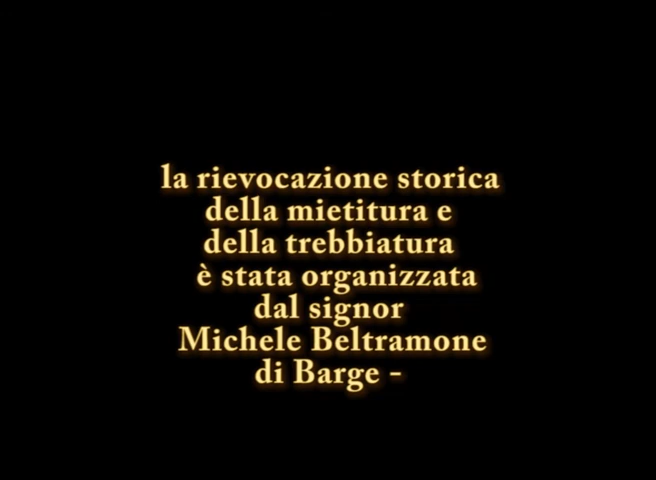 la rievocazione storica
della mietitura e
della trebbiatura
è stata organizzata
dal signor
Michele Beltramone
di Barge -